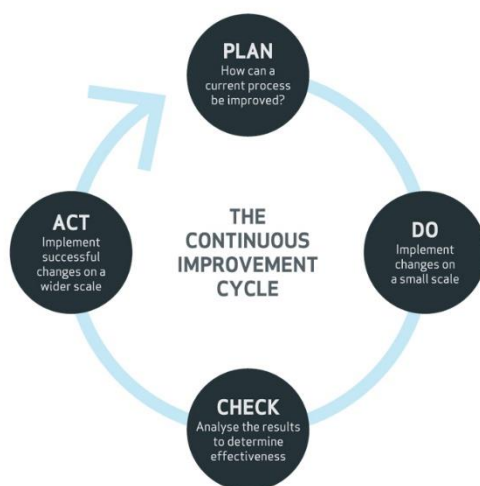 PLAN
How can a
current process
be improved?
THE
CONTINUOUS
IMPROVEMENT
CYCLE
DO
Implement
changes on
a small scale
CHECK
Analyse the results
to determine
effectiveness
ACT
Implement
successful
changes on a
wider scale